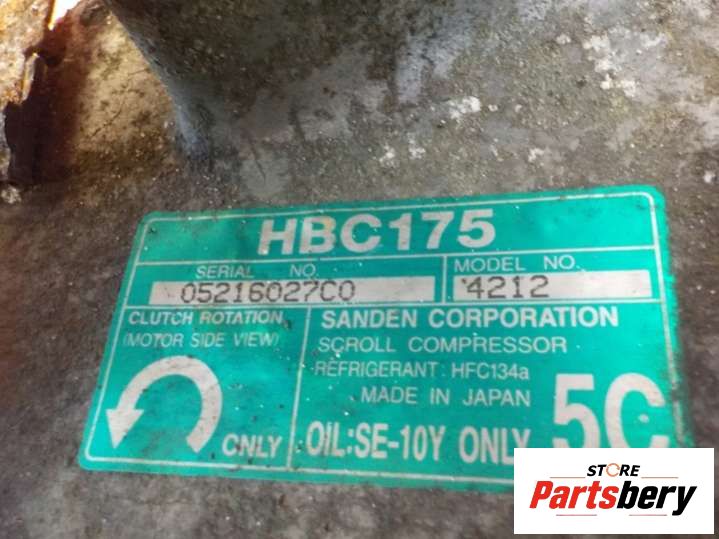 HBC175
SERIAL NO.
05216027C0
MODEL NO.
4212
CLUTCH ROTATION
(MOTOR SIDE VIEW)
CNLY
SANDEN CORPORATION
SCROLL COMPRESSOR
REFRIGERANT: HFC134a
MADE IN JAPAN
OIL:SE-10Y ONLY
5C
STORE
Partsbery